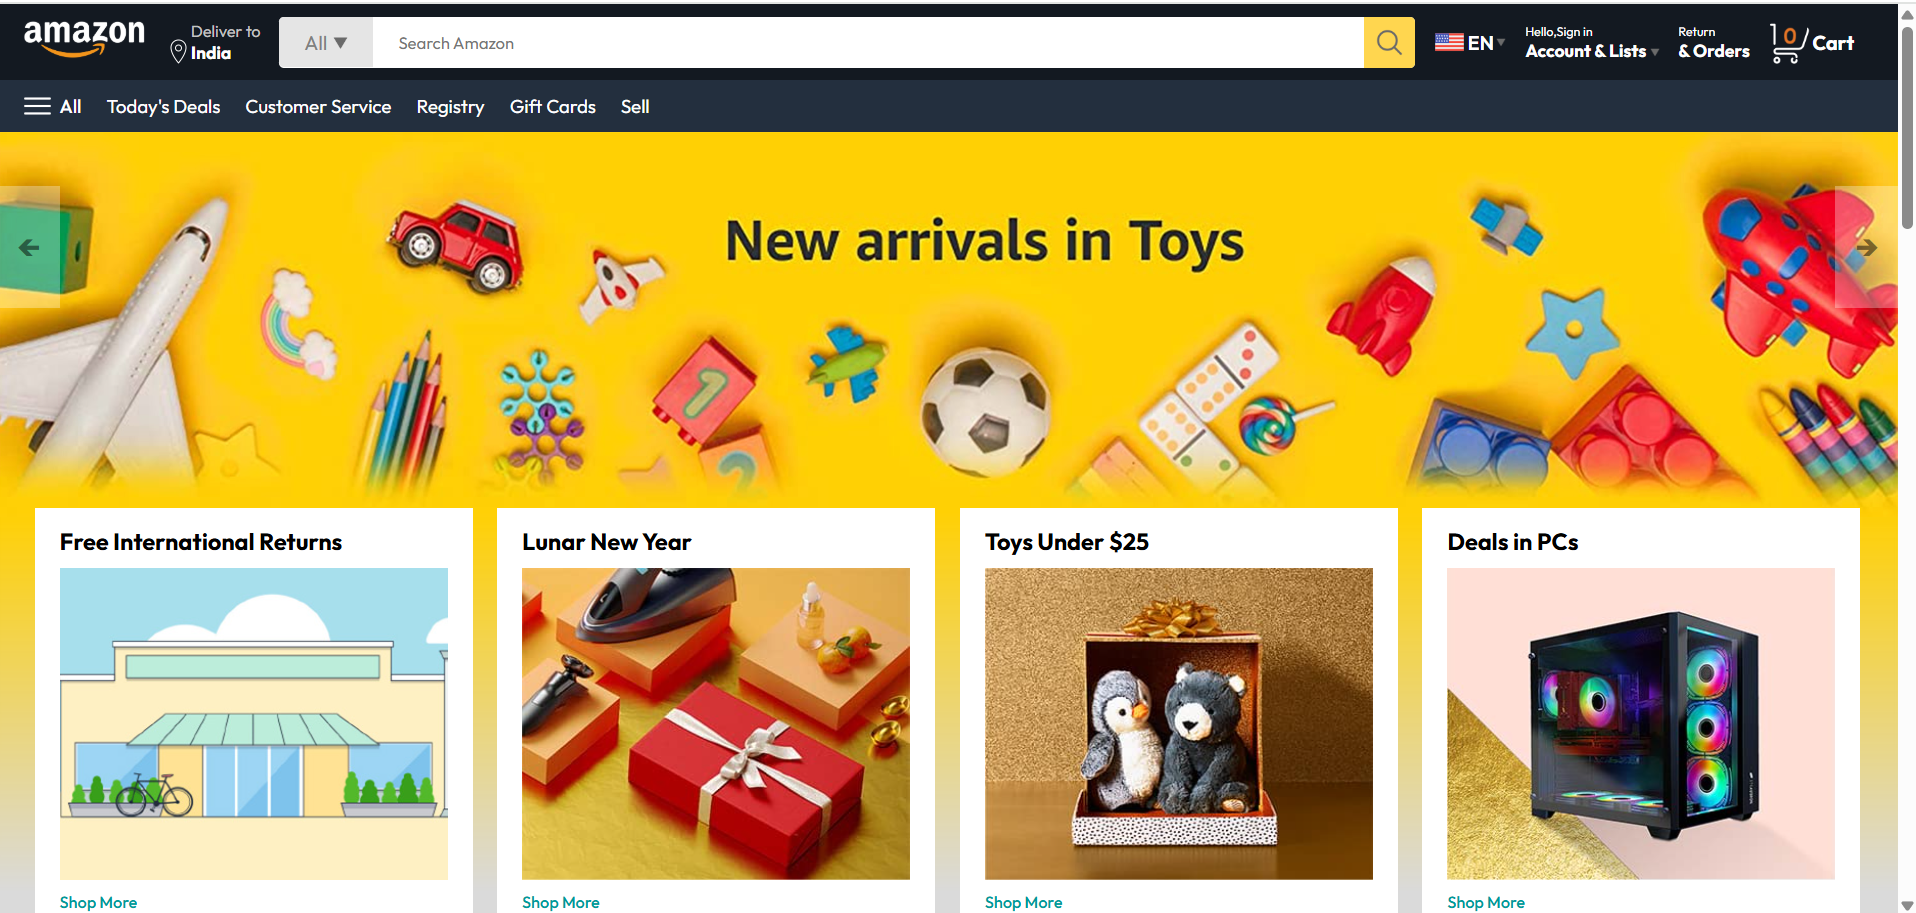 amazon
Deliver to
India
All
Search Amazon
EN
Hello,Sign in
Account & Lists
Return
& Orders
0
Cart
All
Today's Deals
Customer Service
Registry
Gift Cards
Sell
New arrivals in Toys
1
2
Free International Returns
Lunar New Year
Toys Under $25
Deals in PCs
Shop More
Shop More
Shop More
Shop More